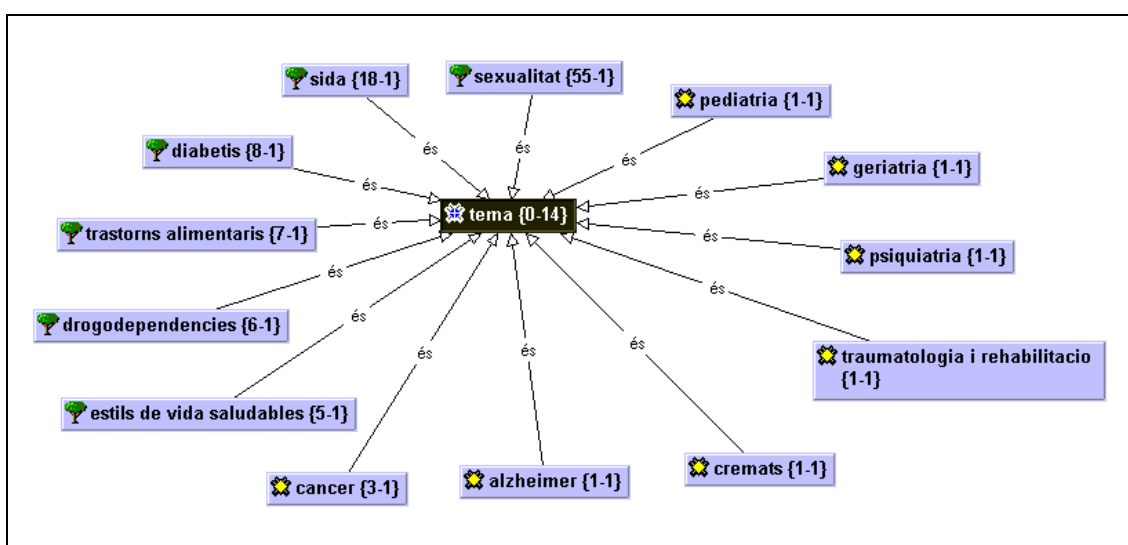 sida {18-1}
sexualitat {55-1}
pediatria {1-1}
és
és
és
diabetis {8-1}
geriatria {1-1}
és
és
tema {0-14}
trastorns alimentaris {7-1}
és
és
psiquiatria {1-1}
és
és
drogodependencies {6-1}
és
és
és
és
traumatologia i rehabilitacio
{1-1}
estils de vida saludables {5-1}
cremats {1-1}
cancer {3-1}
alzheimer {1-1}